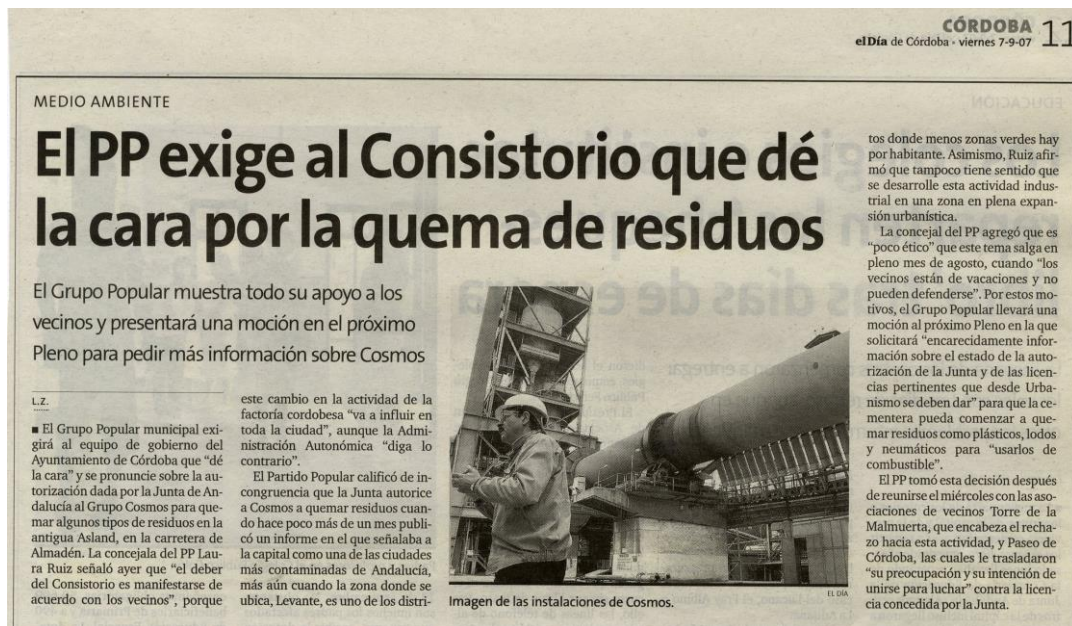 CÓRDOBA
elDía de Córdoba - viernes 7-9-07
11
MEDIO AMBIENTE
El PP exige al Consistorio que dé
la cara por la quema de residuos
El Grupo Popular muestra todo su apoyo a los
vecinos y presentará una moción en el próximo
Pleno para pedir más información sobre Cosmos
L.Z.
■ El Grupo Popular municipal exi-
girá al equipo de gobierno del
Ayuntamiento de Córdoba que “dé
la cara” y se pronuncie sobre la au-
torización dada por la Junta de An-
dalucía al Grupo Cosmos para que-
mar algunos tipos de residuos en la
antigua Asland, en la carretera de
Almadén. La concejala del PP Lau-
ra Ruiz señaló ayer que “el deber
del Consistorio es manifestarse de
acuerdo con los vecinos”, porque
este cambio en la actividad de la
factoría cordobesa “va a influir en
toda la ciudad”, aunque la Admi-
nistración Autonómica “diga lo
contrario”.
El Partido Popular calificó de in-
congruencia que la Junta autorice
a Cosmos a quemar residuos cuan-
do hace poco más de un mes publi-
có un informe en el que señalaba a
la capital como una de las ciudades
más contaminadas de Andalucía,
más aún cuando la zona donde se
ubica, Levante, es uno de los distri-
EL DÍA
Imagen de las instalaciones de Cosmos.
tos donde menos zonas verdes hay
por habitante. Asimismo, Ruiz afir-
mó que tampoco tiene sentido que
se desarrolle esta actividad indus-
trial en una zona en plena expan-
sión urbanística.
La concejal del PP agregó que es
“poco ético” que este tema salga en
pleno mes de agosto, cuando “los
vecinos están de vacaciones y no
pueden defenderse”. Por estos mo-
tivos, el Grupo Popular llevará una
moción al próximo Pleno en la que
solicitará “encarecidamente infor-
mación sobre el estado de la auto-
rización de la Junta y de las licen-
cias pertinentes que desde Urba-
nismo se deben dar” para que la ce-
mentera pueda comenzar a que-
mar residuos como plásticos, lodos
y neumáticos para “usarlos de
combustible”.
El PP tomó esta decisión después
de reunirse el miércoles con las aso-
ciaciones de vecinos Torre de la
Malmuerta, que encabeza el recha-
zo hacia esta actividad, y Paseo de
Córdoba, las cuales le trasladaron
“su preocupación y su intención de
unirse para luchar” contra la licen-
cia concedida por la Junta.